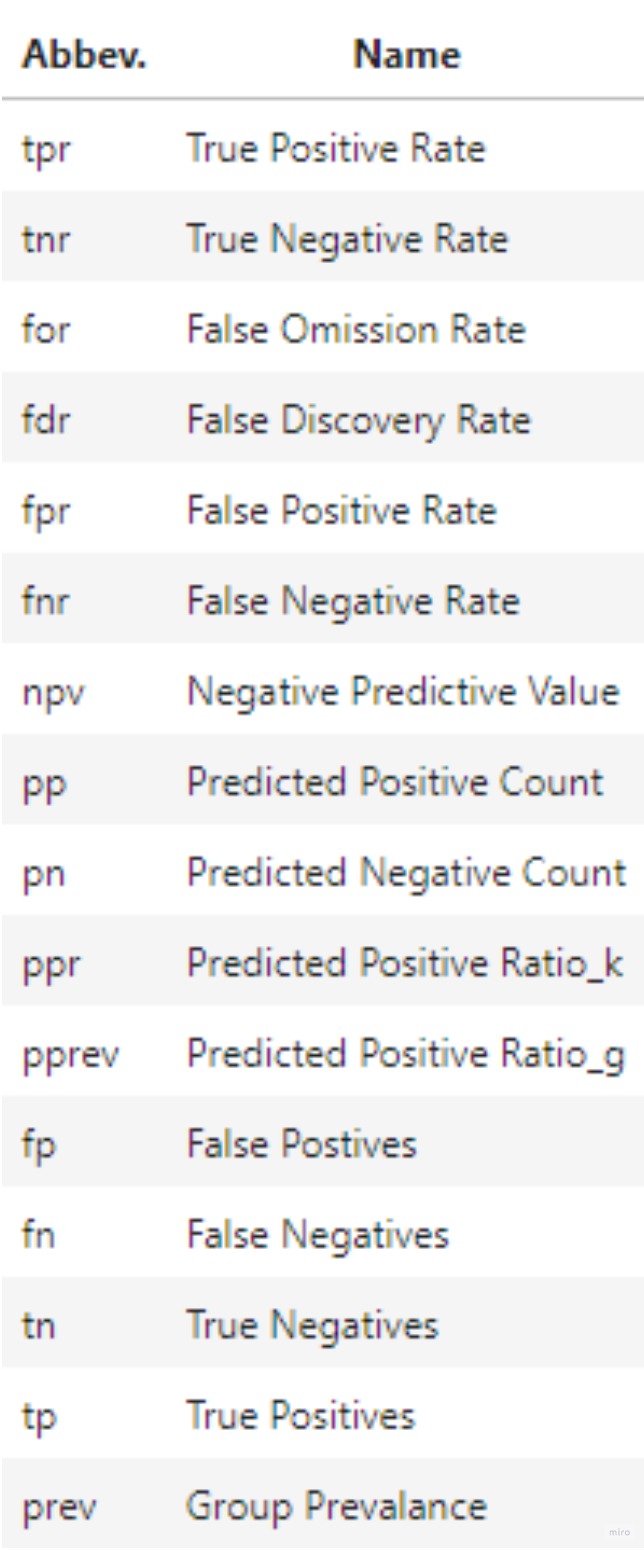 Abbev. Name
tpr True Positive Rate
tnr True Negative Rate
for False Omission Rate
fdr False Discovery Rate
fpr False Positive Rate
fnr False Negative Rate
npv Negative Predictive Value
pp Predicted Positive Count
pn Predicted Negative Count
ppr Predicted Positive Ratio_k
pprev Predicted Positive Ratio_g
fp False Postives
fn False Negatives
tn True Negatives
tp True Positives
prev Group Prevalance
miro